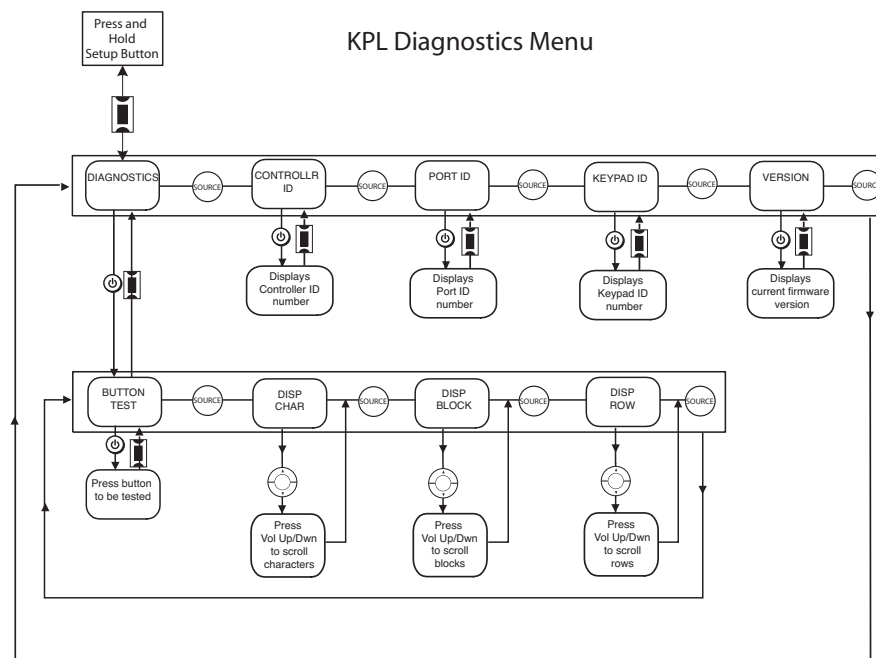 KPL Diagnostics Menu
Press and
Hold
Setup Button
DIAGNOSTICS
SOURCE
CONTROLLR
ID
SOURCE
PORT ID
SOURCE
KEYPAD ID
SOURCE
VERSION
SOURCE
Displays
Controller ID
number
Displays
Port ID
number
Displays
Keypad ID
number
Displays
current firmware
version
BUTTON
TEST
SOURCE
DISP
CHAR
SOURCE
DISP
BLOCK
SOURCE
DISP
ROW
SOURCE
Press button
to be tested
Press
Vol Up/Dwn
to scroll
characters
Press
Vol Up/Dwn
to scroll
blocks
Press
Vol Up/Dwn
to scroll
rows